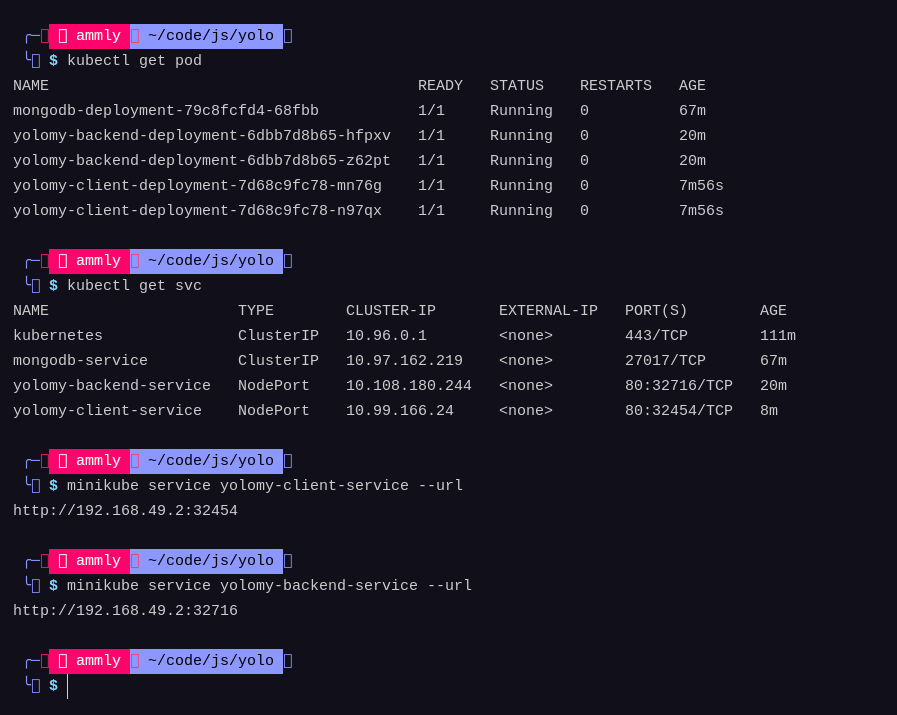 ammly ~/code/js/yolo
$ kubectl get pod
NAME READY STATUS RESTARTS AGE
mongodb-deployment-79c8fcfd4-68fbb 1/1 Running 0 67m
yolomy-backend-deployment-6dbb7d8b65-hfpxv 1/1 Running 0 20m
yolomy-backend-deployment-6dbb7d8b65-z62pt 1/1 Running 0 20m
yolomy-client-deployment-7d68c9fc78-mn76g 1/1 Running 0 7m56s
yolomy-client-deployment-7d68c9fc78-n97qx 1/1 Running 0 7m56s
ammly ~/code/js/yolo
$ kubectl get svc
NAME TYPE CLUSTER-IP EXTERNAL-IP PORT(S) AGE
kubernetes ClusterIP 10.96.0.1 <none> 443/TCP 111m
mongodb-service ClusterIP 10.97.162.219 <none> 27017/TCP 67m
yolomy-backend-service NodePort 10.108.180.244 <none> 80:32716/TCP 20m
yolomy-client-service NodePort 10.99.166.24 <none> 80:32454/TCP 8m
ammly ~/code/js/yolo
$ minikube service yolomy-client-service --url
http://192.168.49.2:32454
ammly ~/code/js/yolo
$ minikube service yolomy-backend-service --url
http://192.168.49.2:32716
ammly ~/code/js/yolo
$